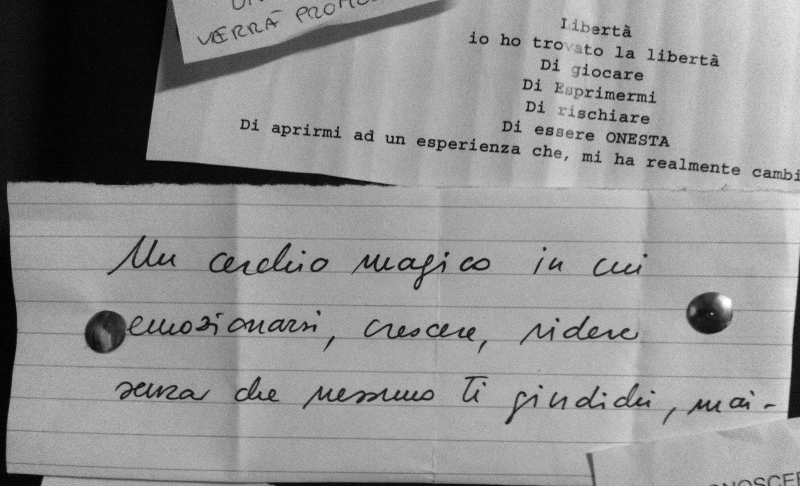 VERRÀ
Libertà
io ho trovato la libertà
Di giocare
Di Esprimermi
Di rischiare
Di essere ONESTA
Di aprirmi ad un esperienza che, mi ha realmente cambi
Un cerchio magico in cui
emozionarsi, crescere, ridere
senza che nessuno ti giudichi, mai-